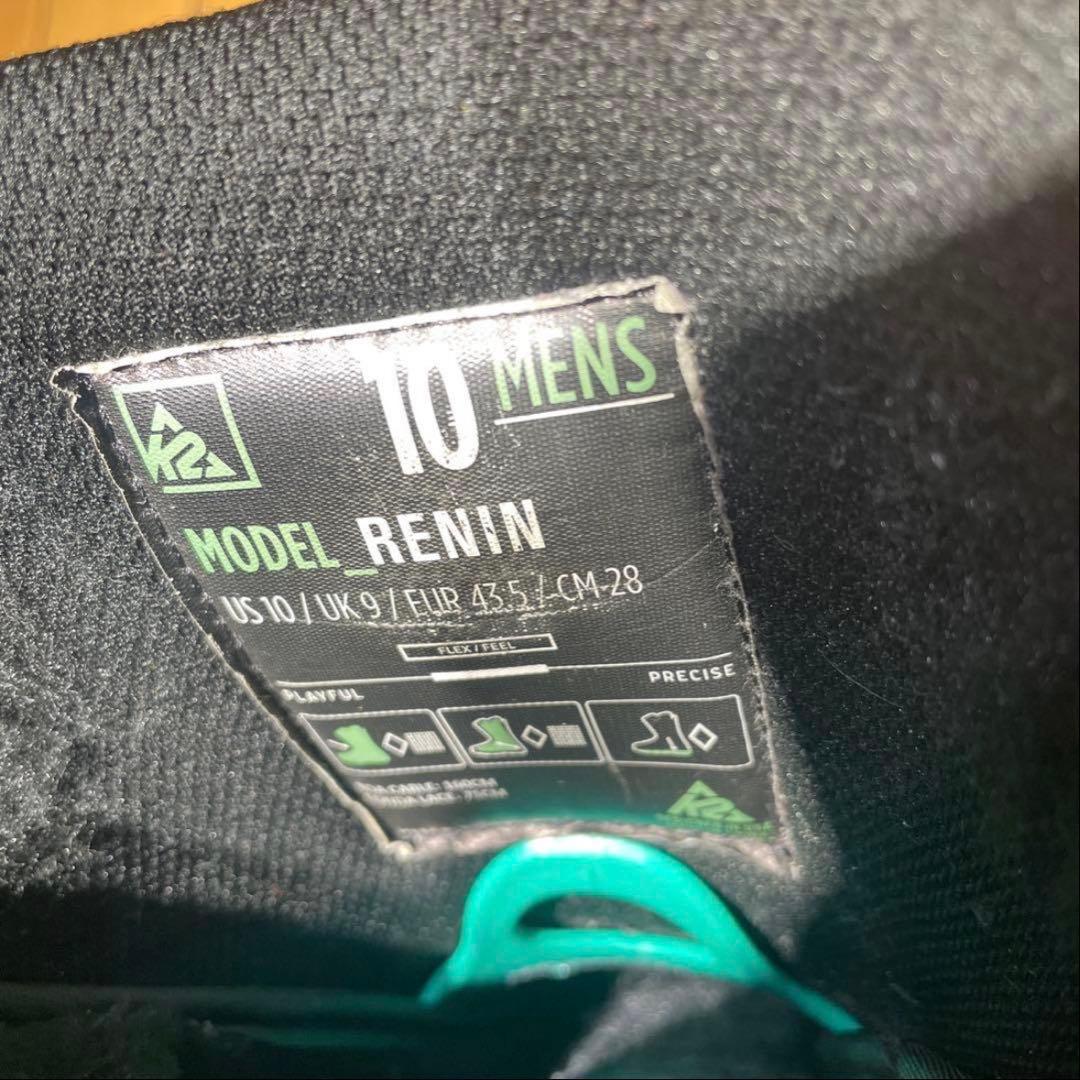 K2
10 MENS
MODEL_RENIN
US 10 / UK 9 / EUR 43.5 / CM-28
FLEX / FEEL
PLAYFUL
PRECISE
K2